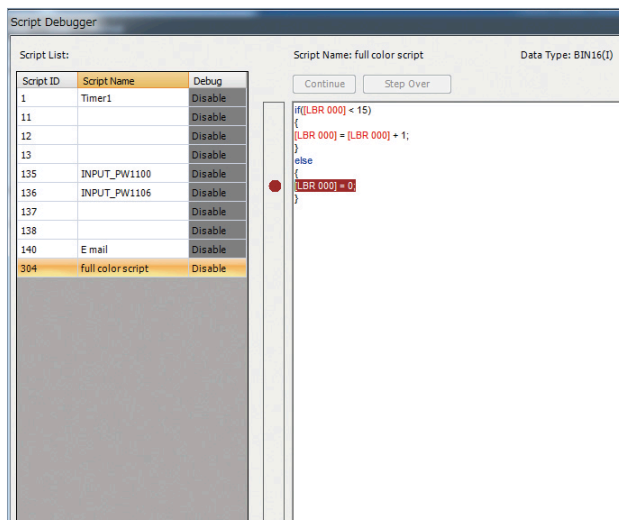 Script Debugger
Script List:
Script Name: full color script Data Type: BIN16(I)
Script ID Script Name Debug
1 Timer1 Disable
11 Disable
12 Disable
13 Disable
135 INPUT_PW1100 Disable
136 INPUT_PW1106 Disable
137 Disable
138 Disable
140 E mail Disable
304 full color script Disable
Continue Step Over
if([LBR 000] < 15)
{
[LBR 000] = [LBR 000] + 1;
}
else
{
[LBR 000] = 0;
}